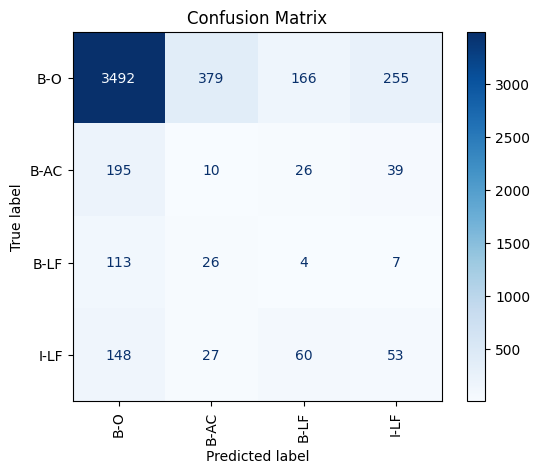 Confusion Matrix
B-O 3492 379 166 255
B-AC 195 10 26 39
B-LF 113 26 4 7
I-LF 148 27 60 53
B-O B-AC B-LF I-LF
Predicted label
True label
3000
2500
2000
1500
1000
500